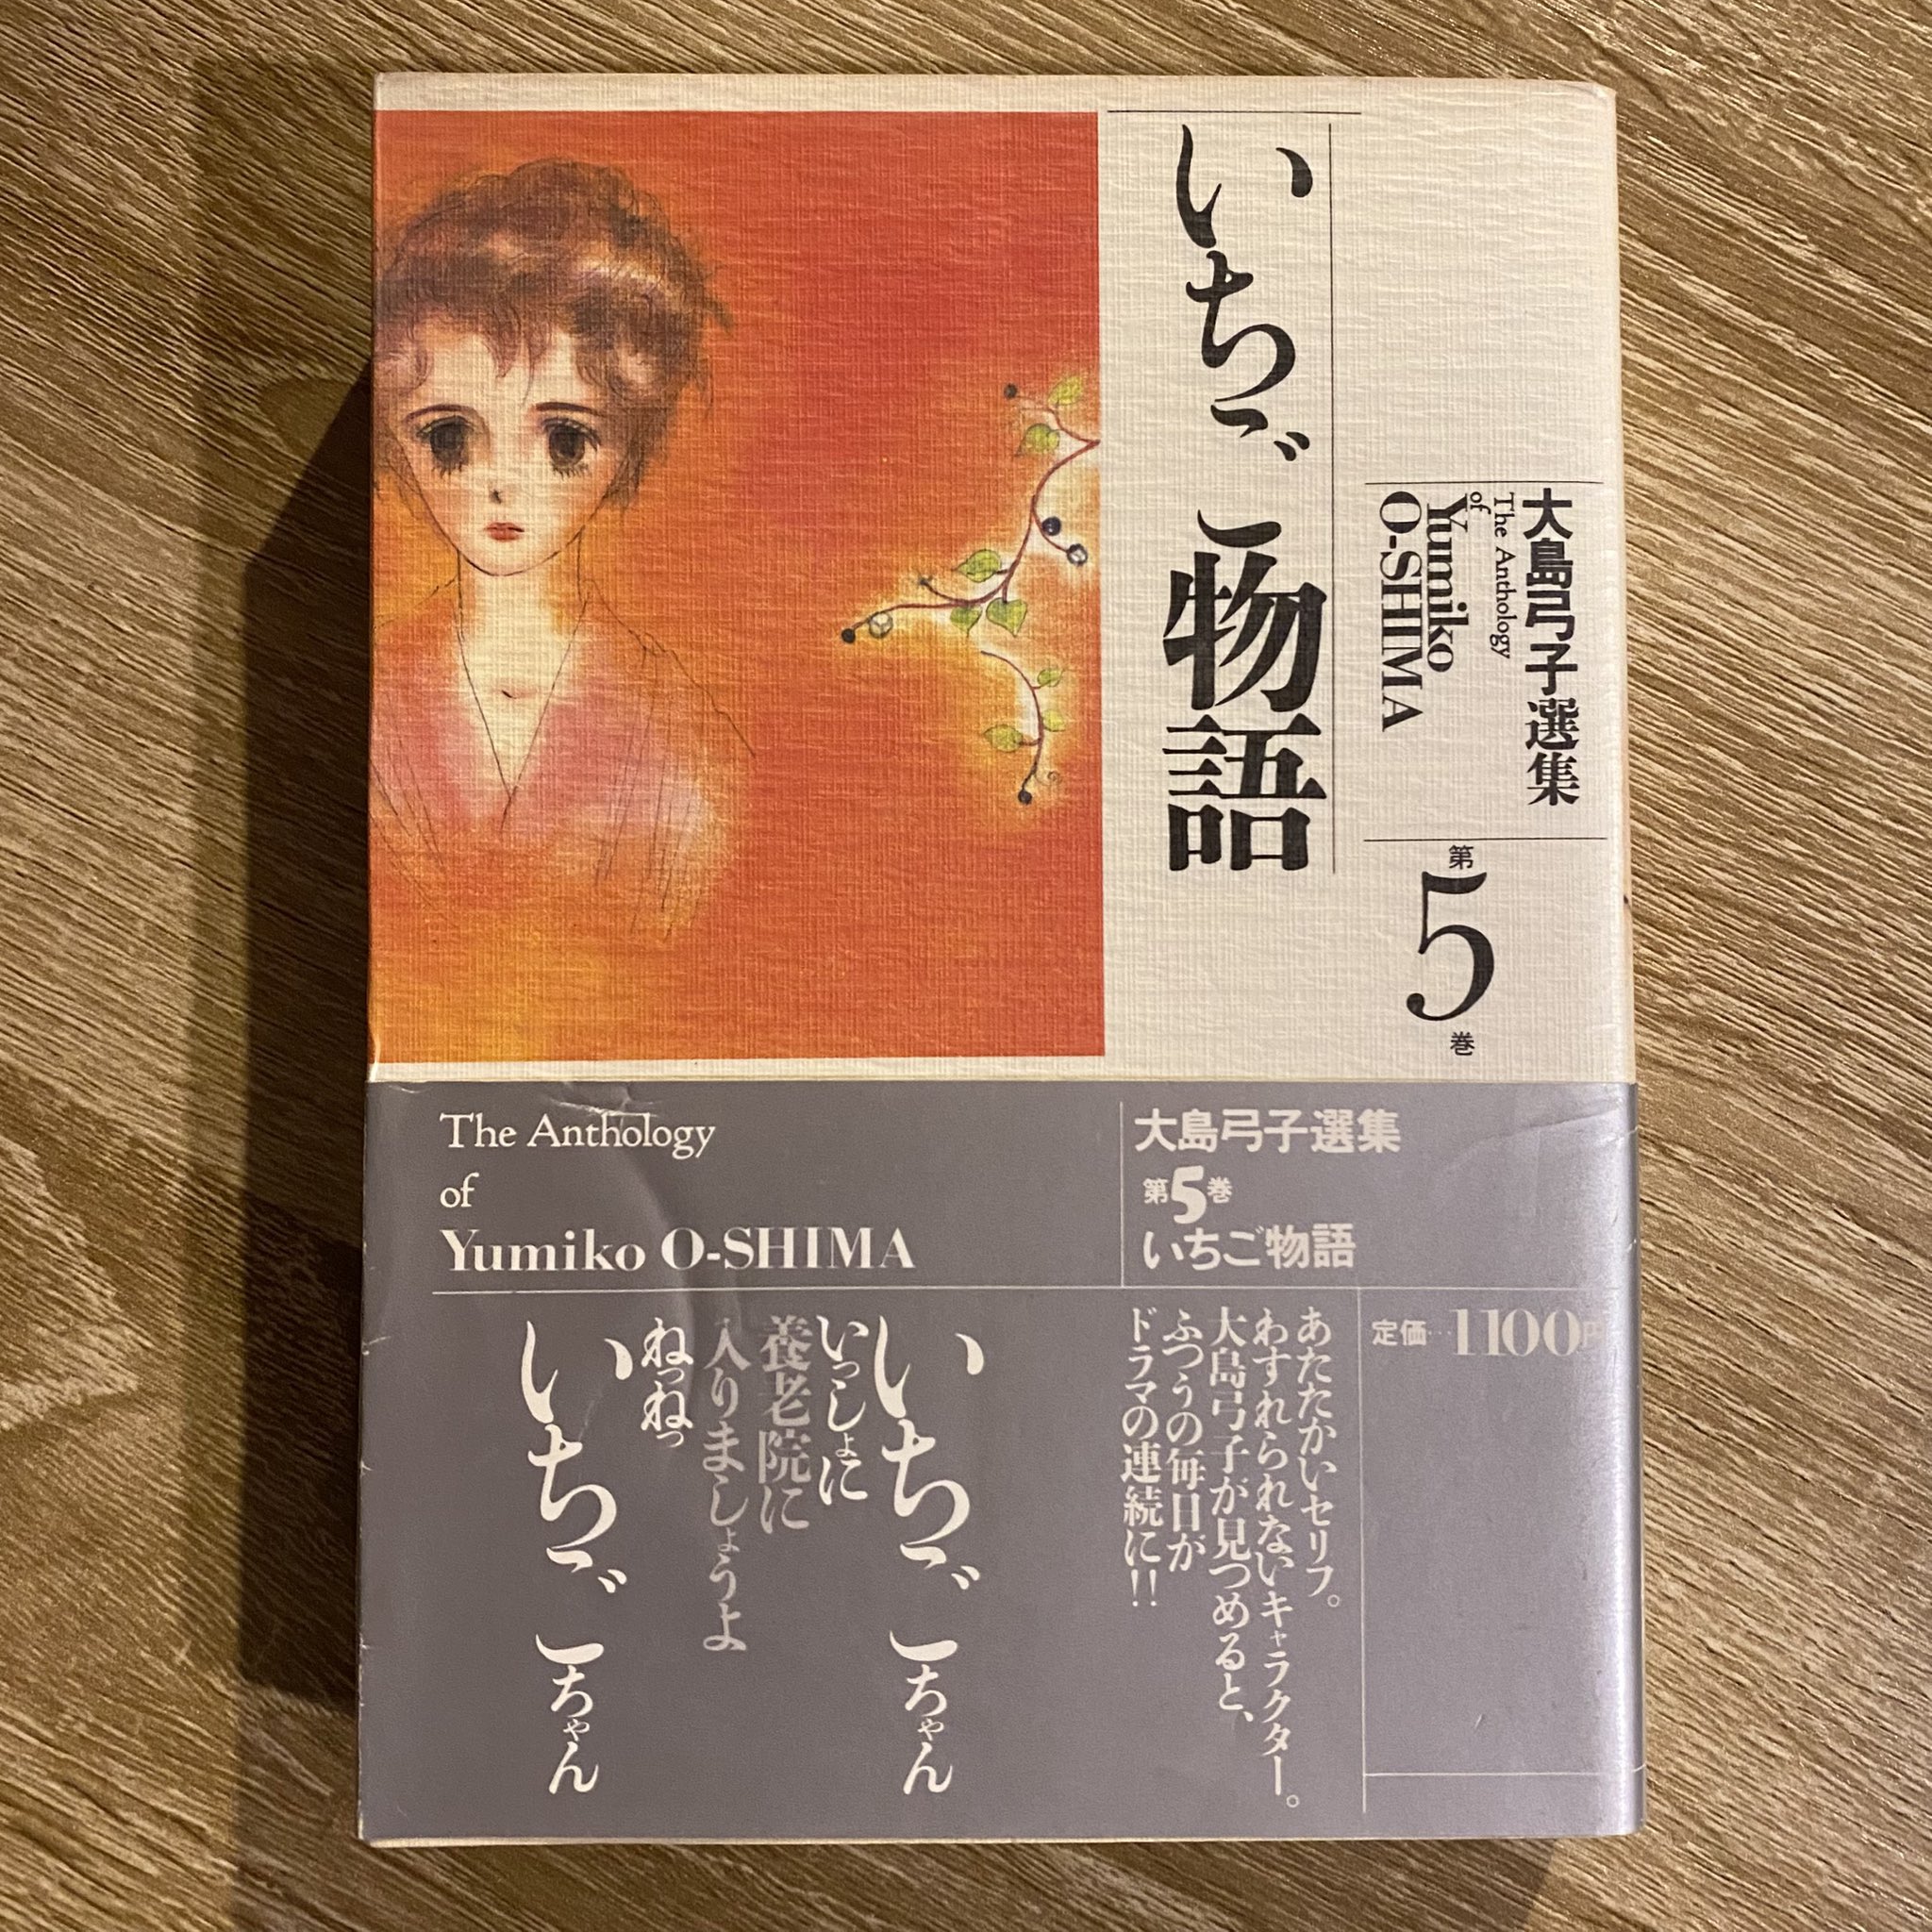 いちご物語
大島弓子選集
The Anthology
of
Yumiko
O-SHIMA
第
5
巻
The Anthology
of
Yumiko O-SHIMA
大島弓子選集
第5巻
いちご物語
定価…1100円
あたたかいセリフ。
わすれられないキャラクター。
大島弓子が見つめると、
ふつうの毎日が
ドラマの連続に!!
いちごちゃん
いっしょに
養老院に
入りましょうよ
ねっねっ
いちごちゃん